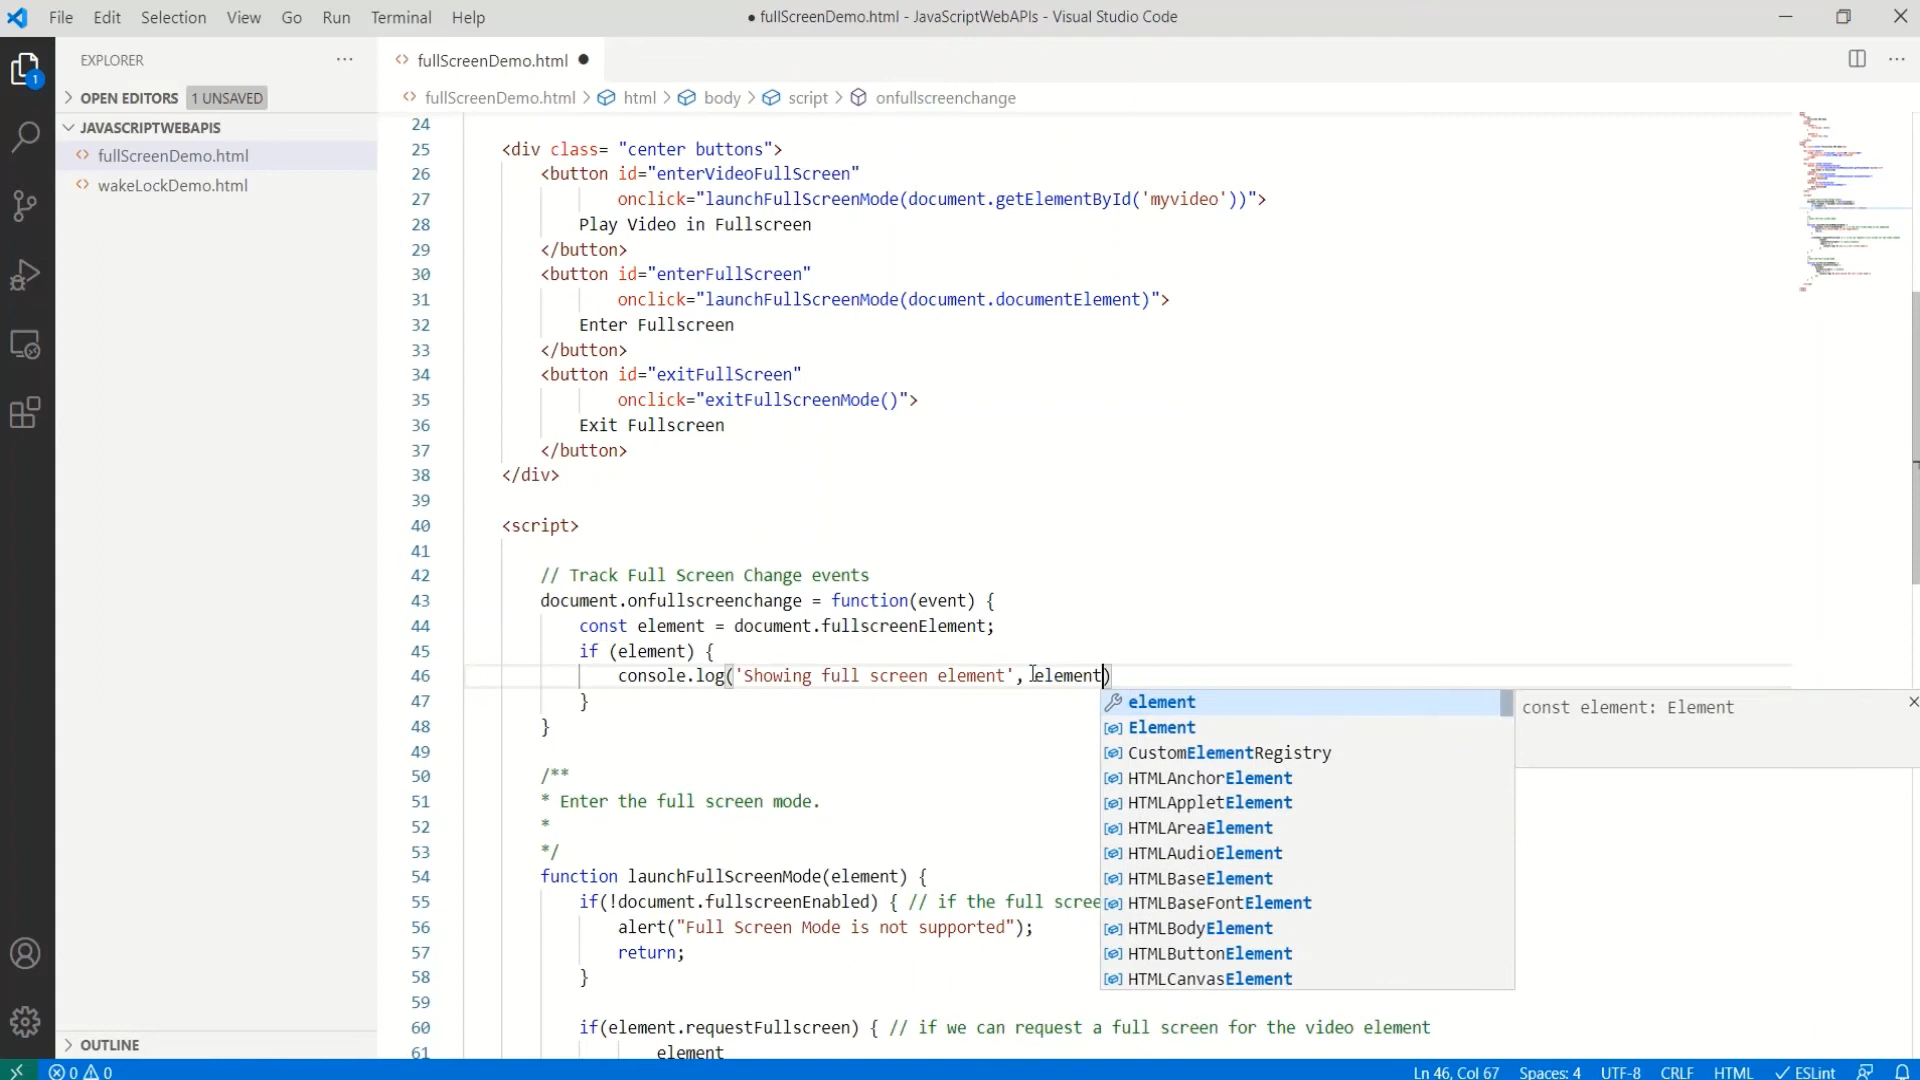 File Edit Selection View Go Run Terminal Help
● fullScreenDemo.html - JavaScriptWebAPIs - Visual Studio Code
EXPLORER
OPEN EDITORS 1 UNSAVED
JAVASCRIPTWEBAPIS
fullScreenDemo.html
wakeLockDemo.html
OUTLINE
1
fullScreenDemo.html
fullScreenDemo.html > html > body > script > onfullscreenchange
24
25 <div class= "center buttons">
26 <button id="enterVideoFullScreen"
27 onclick="launchFullScreenMode(document.getElementById('myvideo'))">
28 Play Video in Fullscreen
29 </button>
30 <button id="enterFullScreen"
31 onclick="launchFullScreenMode(document.documentElement)">
32 Enter Fullscreen
33 </button>
34 <button id="exitFullScreen"
35 onclick="exitFullScreenMode()">
36 Exit Fullscreen
37 </button>
38 </div>
39
40 <script>
41
42 // Track Full Screen Change events
43 document.onfullscreenchange = function(event) {
44 const element = document.fullscreenElement;
45 if (element) {
46 console.log('Showing full screen element', element)
47 }
48 }
49
50 /**
51 * Enter the full screen mode.
52 *
53 */
54 function launchFullScreenMode(element) {
55 if(!document.fullscreenEnabled) { // if the full scree
56 alert("Full Screen Mode is not supported");
57 return;
58 }
59
60 if(element.requestFullscreen) { // if we can request a full screen for the video element
61 element
element
Element
CustomElementRegistry
HTMLAnchorElement
HTMLAppletElement
HTMLAreaElement
HTMLAudioElement
HTMLBaseElement
HTMLBaseFontElement
HTMLBodyElement
HTMLButtonElement
HTMLCanvasElement
const element: Element
0 0 Ln 46, Col 67 Spaces: 4 UTF-8 CRLF HTML ESLint